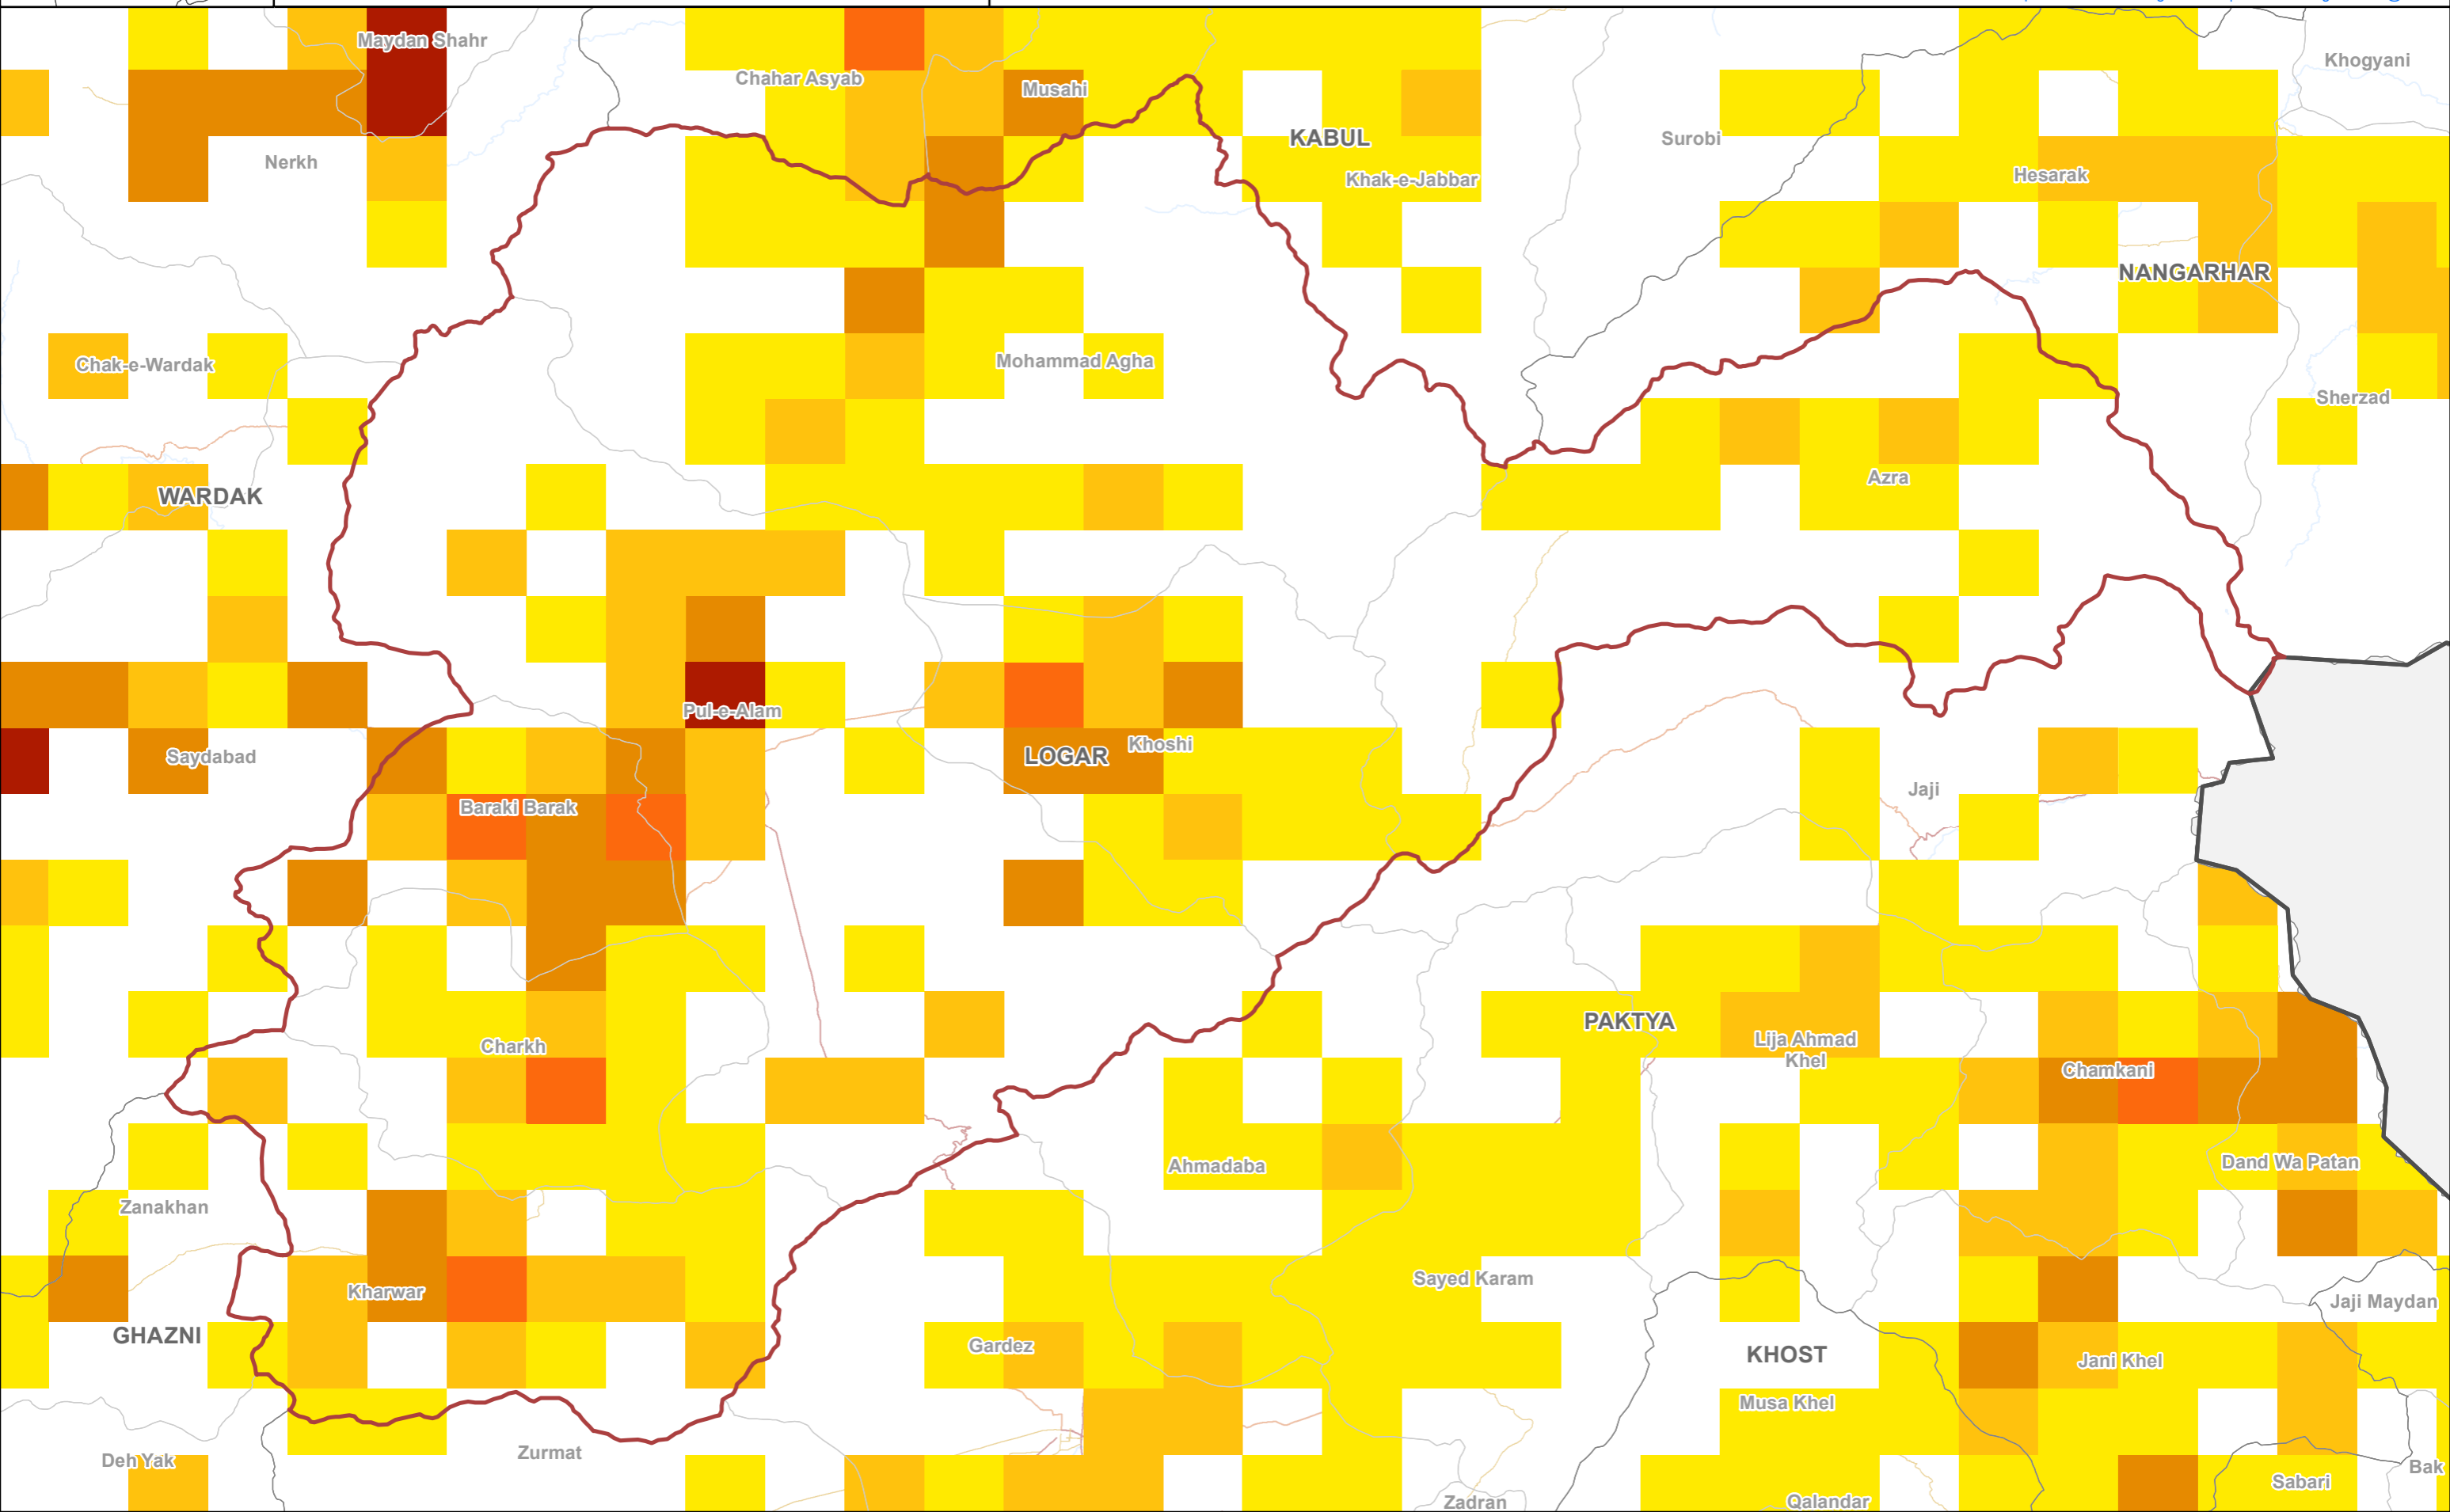 Maydan Shahr
Khogyani
Chahar Asyab
Musahi
KABUL
Surobi
Nerkh
Khak-e-Jabbar
Hesarak
NANGARHAR
Chak-e-Wardak
Mohammad Agha
Sherzad
WARDAK
Azra
Pul-e-Alam
Saydabad
LOGAR
Khoshi
Jaji
Baraki Barak
PAKTYA
Charkh
Lija Ahmad
Khel
Chamkani
Ahmadaba
Dand Wa Patan
Zanakhan
Kharwar
Sayed Karam
Jaji Maydan
GHAZNI
Gardez
KHOST
Jani Khel
Musa Khel
Deh Yak
Zurmat
Bak
Sabari
Zadran
Qalandar